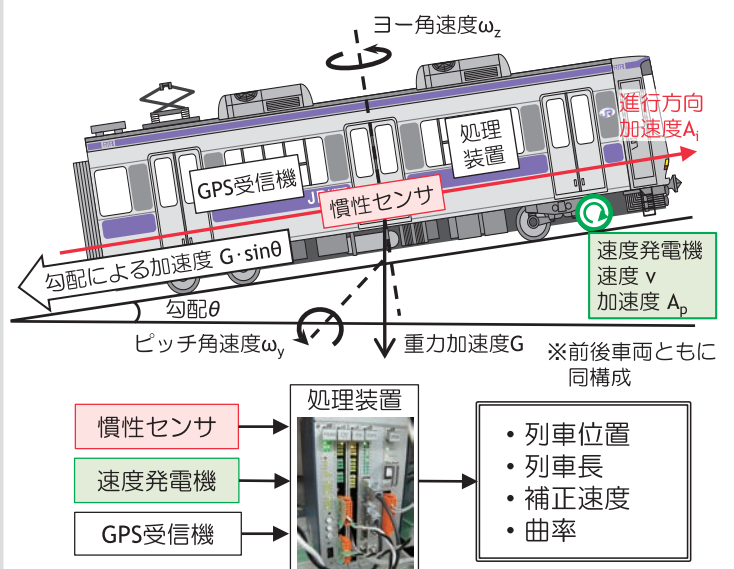 ヨー角速度ωz
進行方向
加速度Ai
処理
装置
GPS受信機
J
慣性センサ
勾配による加速度 G･sinθ
速度発電機
速度 v
加速度 Ap
勾配θ
ピッチ角速度ωy
重力加速度G
※前後車両ともに
同構成
慣性センサ
速度発電機
GPS受信機
処理装置
・列車位置
・列車長
・補正速度
・曲率